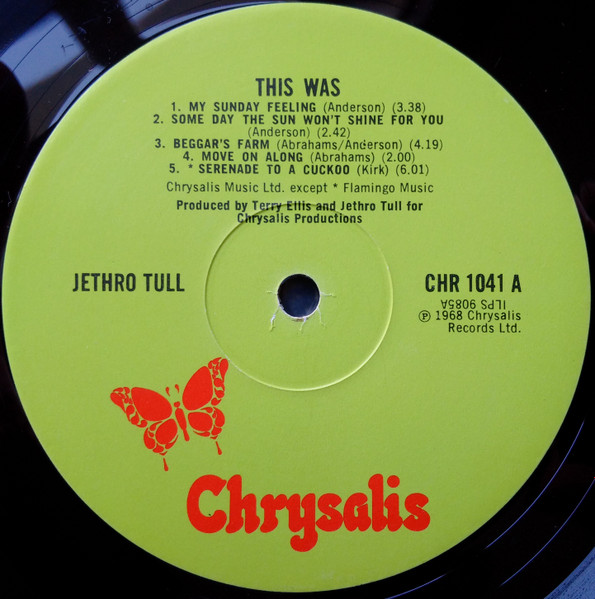 THIS WAS
1. MY SUNDAY FEELING (Anderson) (3.38)
2. SOME DAY THE SUN WON'T SHINE FOR YOU
(Anderson) (2.42)
3. BEGGAR'S FARM (Abrahams/Anderson) (4.19)
4. MOVE ON ALONG (Abrahams) (2.00)
5. * SERENADE TO A CUCKOO (Kirk) (6.01)
Chrysalis Music Ltd. except * Flamingo Music
Produced by Terry Ellis and Jethro Tull for
Chrysalis Productions
JETHRO TULL
CHR 1041 A
ILPS 9085A
℗ 1968 Chrysalis
Records Ltd.
Chrysalis